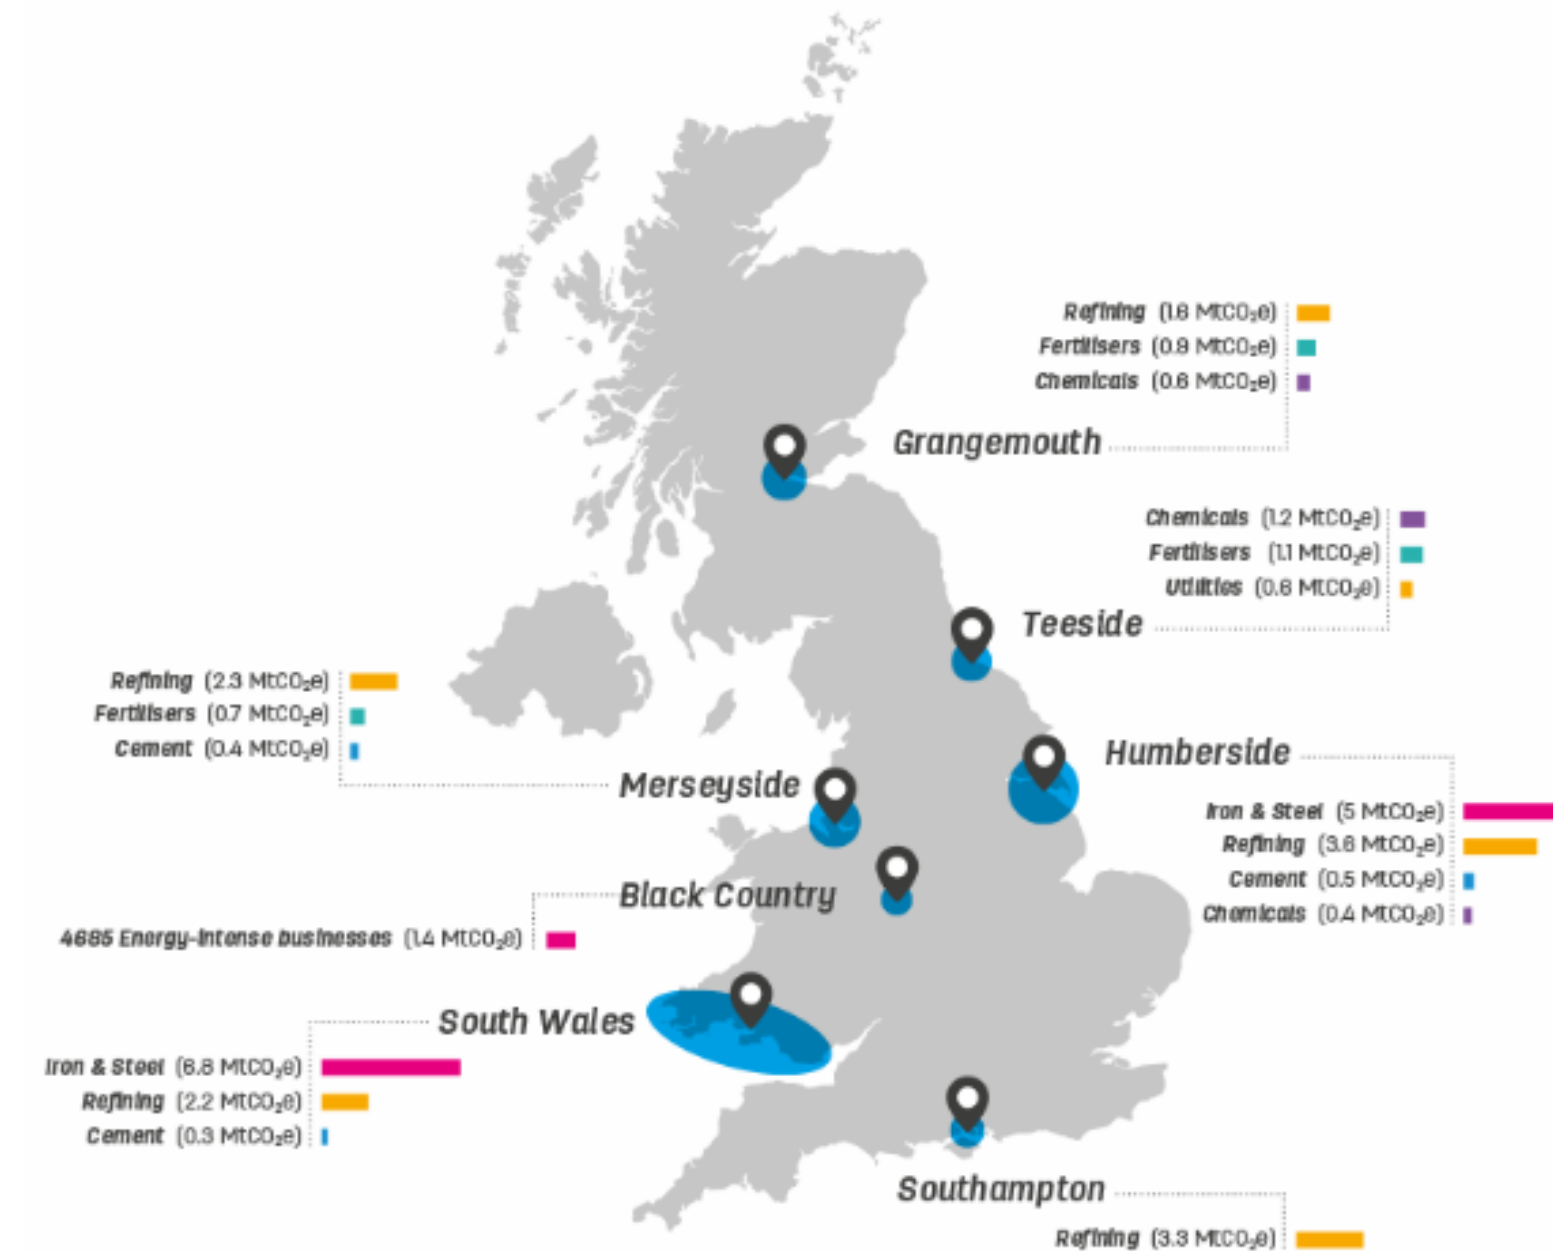 Refining (1.6 MtCO₂e)
Fertilisers (0.9 MtCO₂e)
Chemicals (0.6 MtCO₂e)
Grangemouth
Chemicals (1.2 MtCO₂e)
Fertilisers (1.1 MtCO₂e)
Utilities (0.6 MtCO₂e)
Teeside
Refining (2.3 MtCO₂e)
Fertilisers (0.7 MtCO₂e)
Cement (0.4 MtCO₂e)
Merseyside
Humberside
Iron & Steel (5 MtCO₂e)
Refining (3.6 MtCO₂e)
Cement (0.5 MtCO₂e)
Chemicals (0.4 MtCO₂e)
Black Country
4685 Energy-intense businesses (1.4 MtCO₂e)
South Wales
Iron & Steel (6.8 MtCO₂e)
Refining (2.2 MtCO₂e)
Cement (0.3 MtCO₂e)
Southampton
Refining (3.3 MtCO₂e)